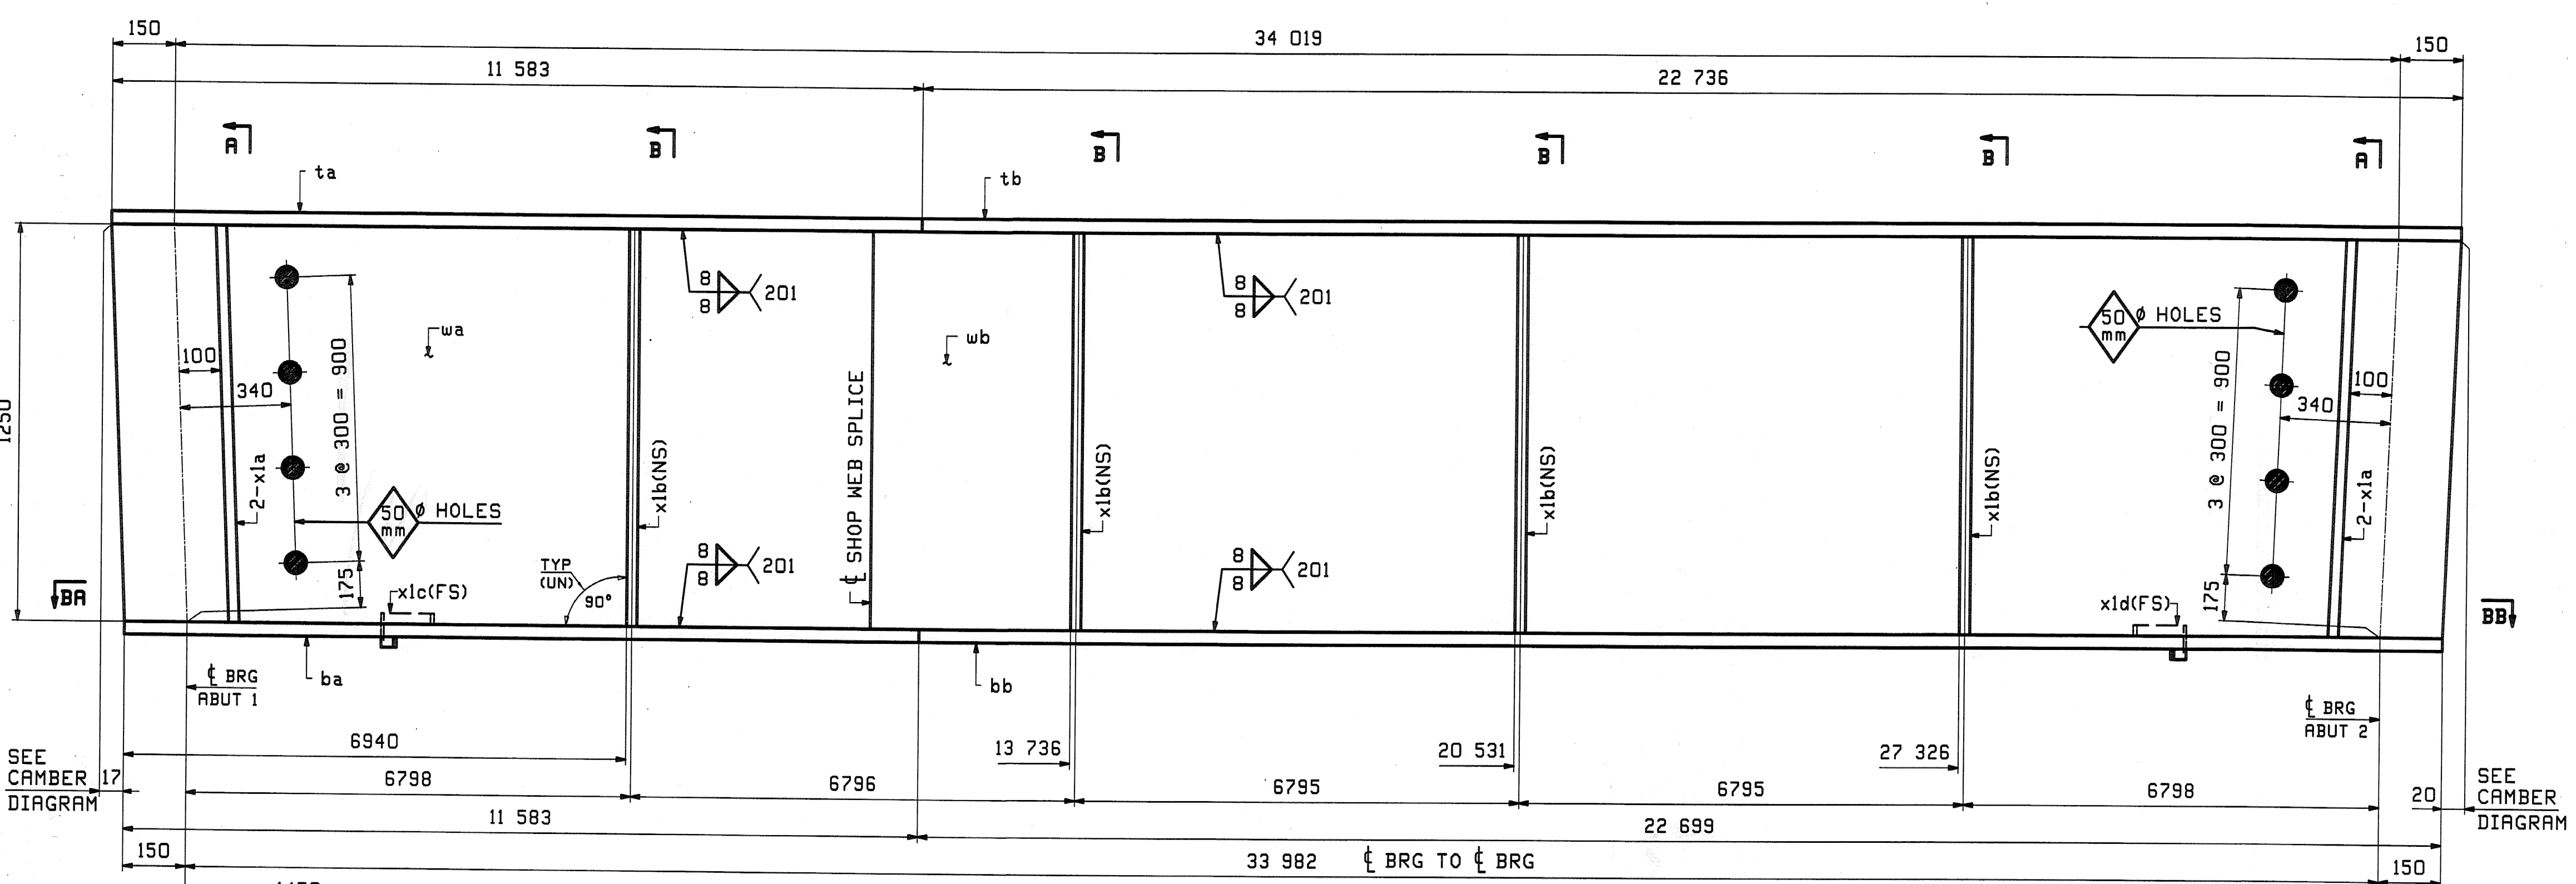 150
34 019
150
11 583
22 736
A
B
B
B
B
A
ta
tb
8
8
201
8
8
201
50
mm
Ø HOLES
wa
wb
100
340
3 @ 300 = 900
1250
2-x1a
x1b(NS)
℄ SHOP WEB SPLICE
x1b(NS)
x1b(NS)
x1b(NS)
3 @ 300 = 900
100
340
2-x1a
50
mm
Ø HOLES
175
TYP
(UN)
90°
8
8
201
8
8
201
175
BA
x1c(FS)
x1d(FS)
BB
℄ BRG
ABUT 1
ba
bb
℄ BRG
ABUT 2
6940
13 736
20 531
27 326
SEE
CAMBER
DIAGRAM
17
6798
6796
6795
6795
6798
20
SEE
CAMBER
DIAGRAM
11 583
22 699
150
33 982 ℄ BRG TO ℄ BRG
150